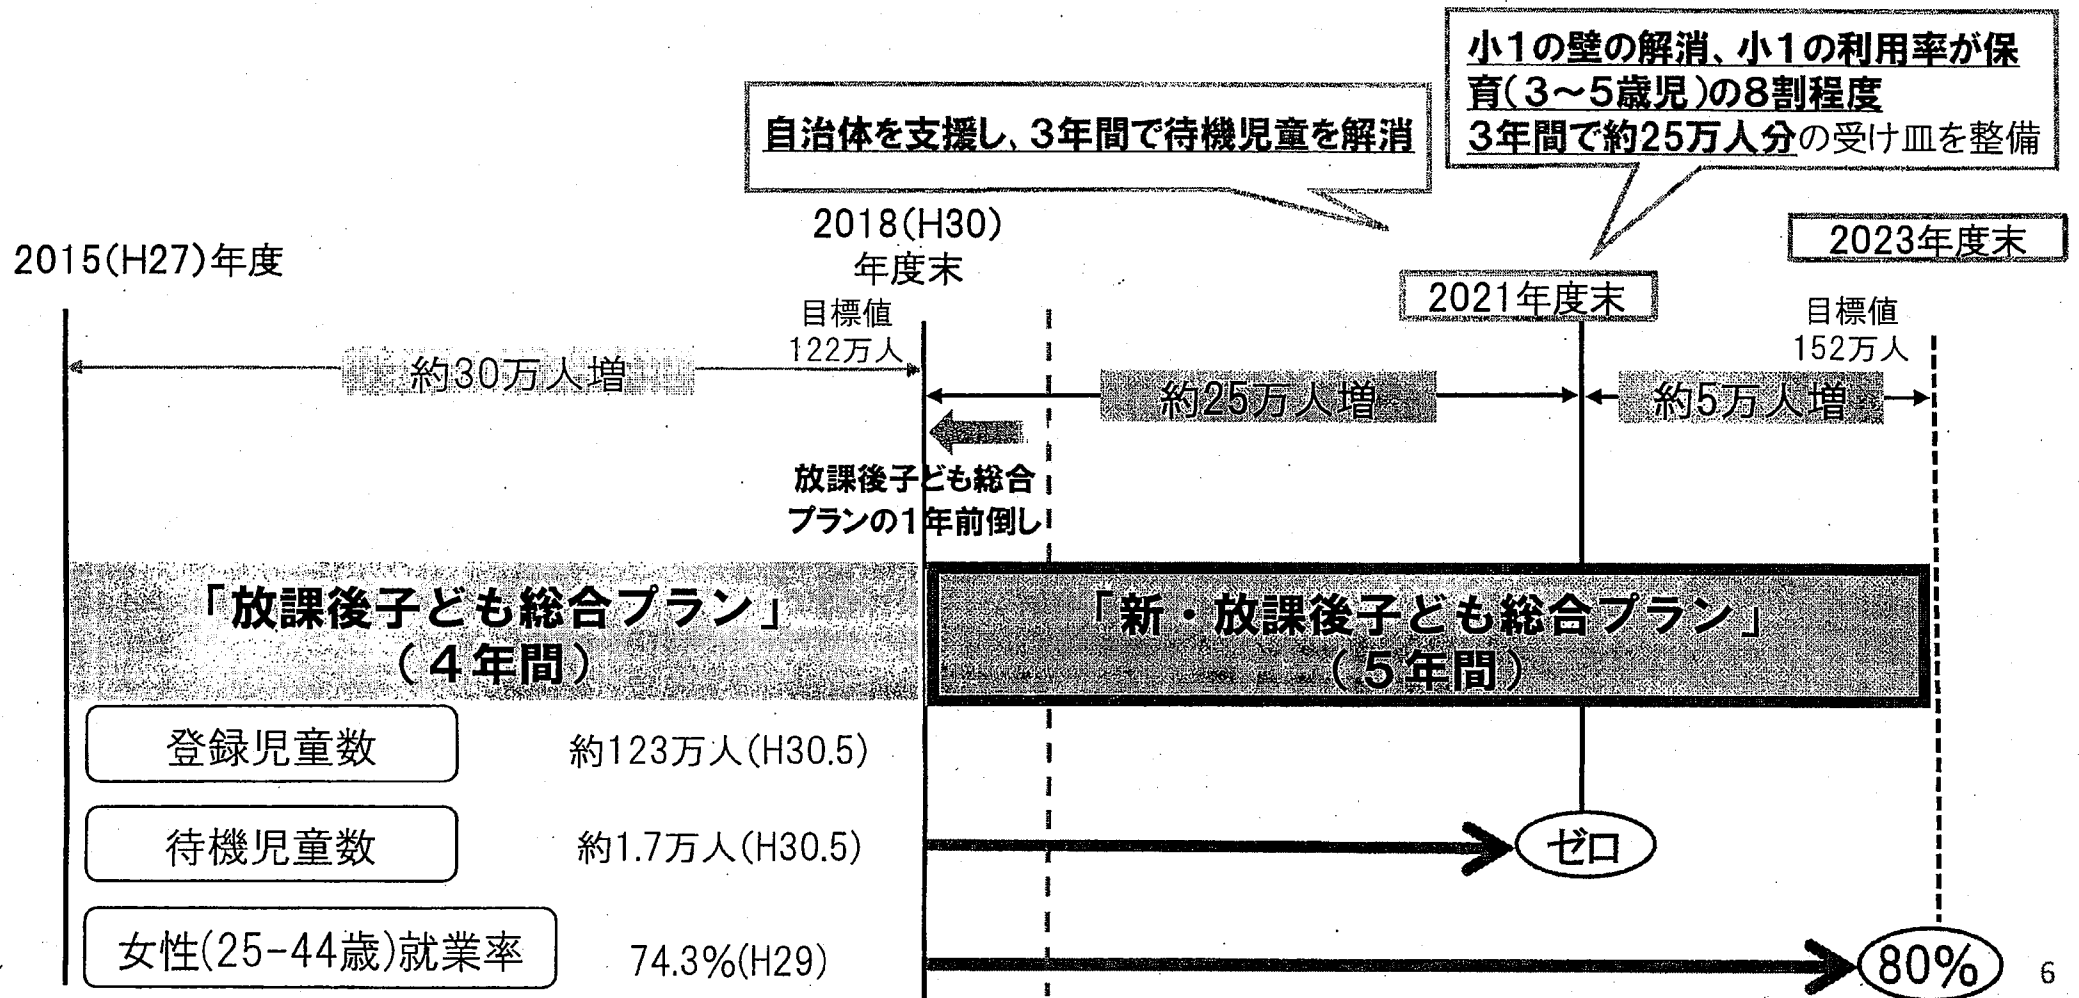 小1の壁の解消、小1の利用率が保
育(3～5歳児)の8割程度
3年間で約25万人分の受け皿を整備
自治体を支援し、3年間で待機児童を解消
2015(H27)年度
2018(H30)
年度末
2021年度末
2023年度末
目標値
122万人
目標値
152万人
約30万人増
約25万人増
約5万人増
放課後子ども総合
プランの1年前倒し
「放課後子ども総合プラン」
(4年間)
「新・放課後子ども総合プラン」
(5年間)
登録児童数
約123万人(H30.5)
待機児童数
約1.7万人(H30.5)
ゼロ
女性(25-44歳)就業率
74.3%(H29)
80%
6